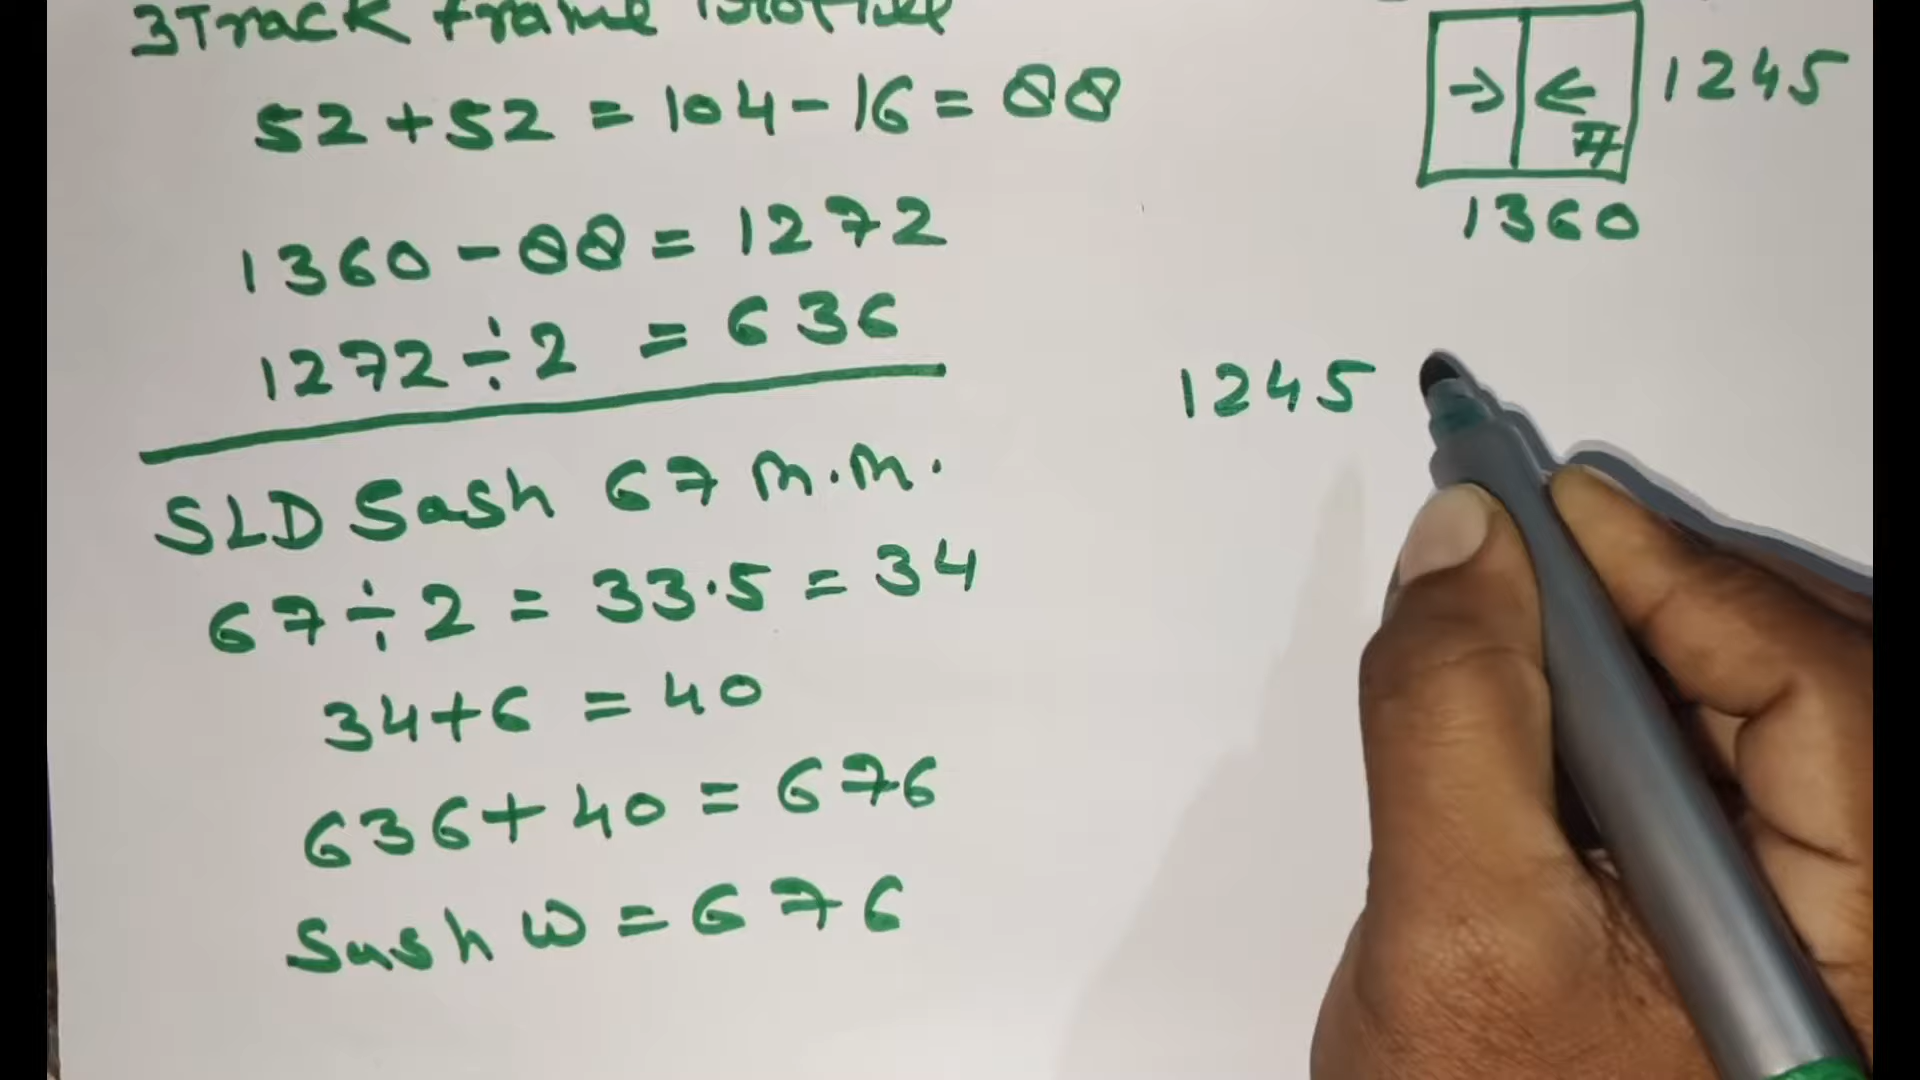 3Track frame
52+52 = 104-16 = 88
1360-88 = 1272
1272÷2 = 636
SLD Sash 67 m.m.
67÷2 = 33.5 = 34
34+6 = 40
636+40 = 676
Sash W = 676
→ ←
1245
1360
1245